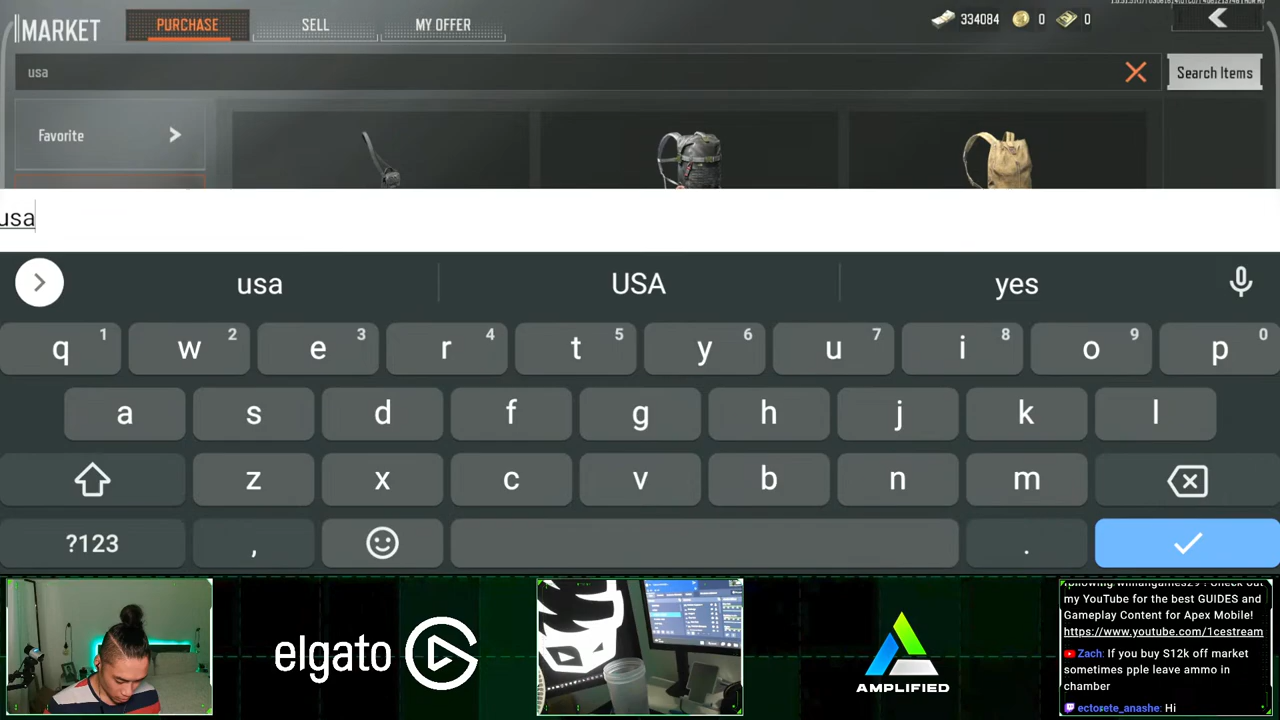 MARKET PURCHASE SELL MY OFFER 334084 0 0
usa Search Items
Favorite
usa
usa USA yes
q 1 w 2 e 3 r 4 t 5 y 6 u 7 i 8 o 9 p 0
a s d f g h j k l
z x c v b n m
?123 , .
elgato
AMPLIFIED
my YouTube for the best GUIDES and
Gameplay Content for Apex Mobile!
https://www.youtube.com/1cestream
Zach: If you buy S12k off market
sometimes pple leave ammo in
chamber
ectorete_anashe: Hi